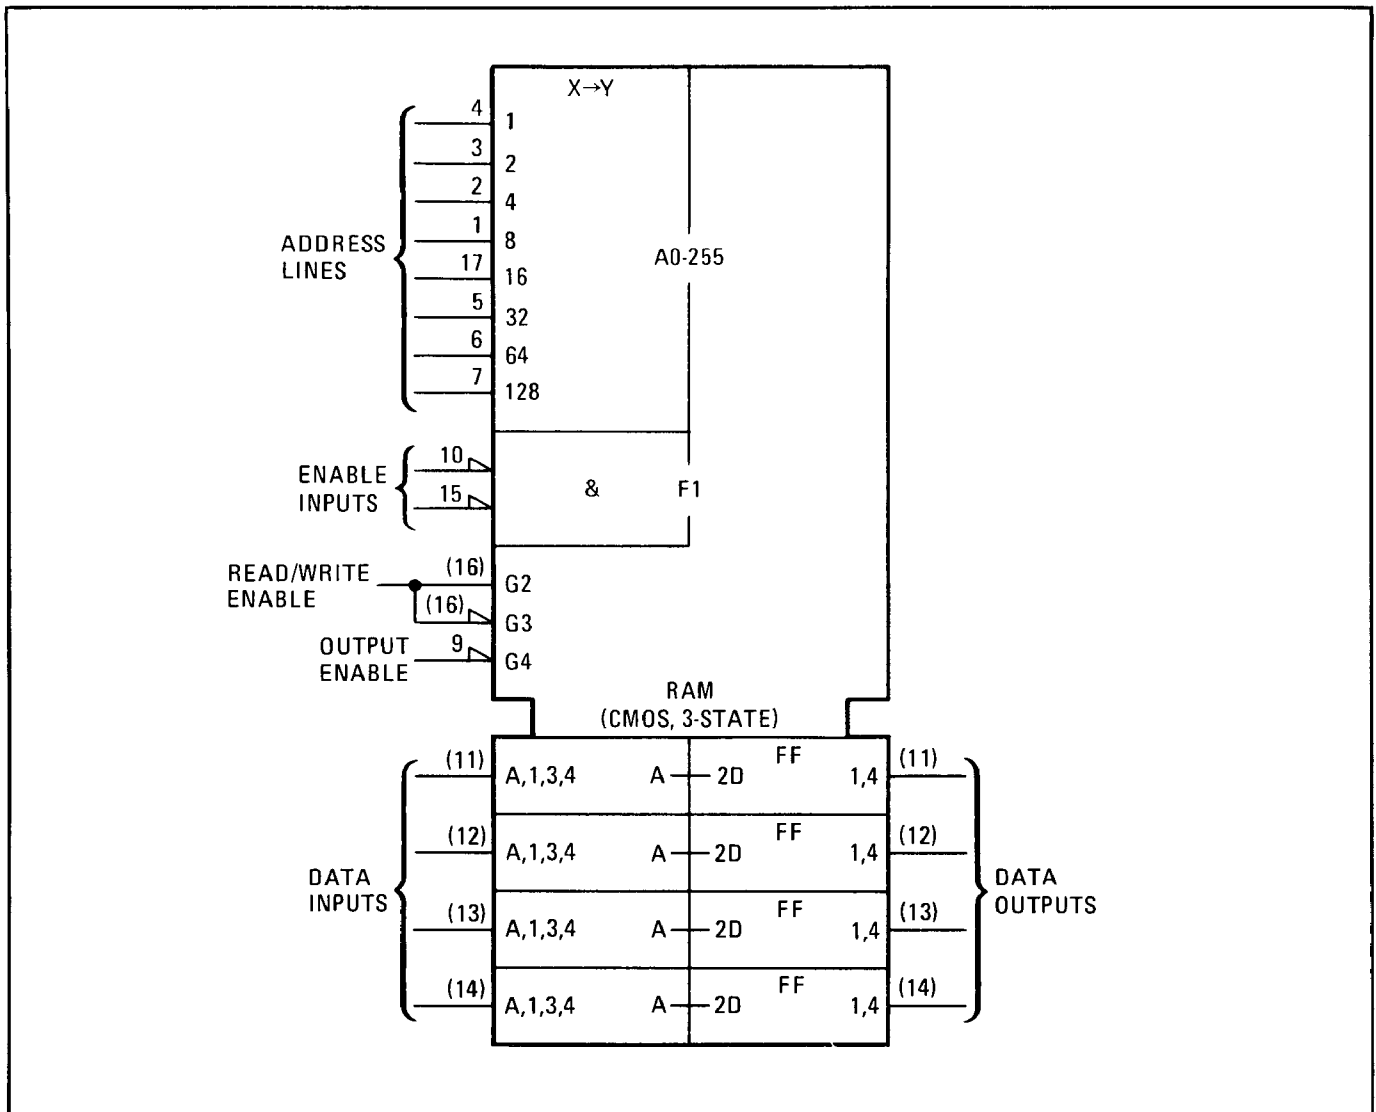 X→Y
4 1
3 2
2 4
1 8
17 16
5 32
6 64
7 128
ADDRESS
LINES
A0-255
10
15
ENABLE
INPUTS
&
F1
READ/WRITE
ENABLE
(16) G2
(16) G3
OUTPUT
ENABLE
9 G4
RAM
(CMOS, 3-STATE)
(11) A,1,3,4 A 2D FF 1,4 (11)
(12) A,1,3,4 A 2D FF 1,4 (12)
(13) A,1,3,4 A 2D FF 1,4 (13)
(14) A,1,3,4 A 2D FF 1,4 (14)
DATA
INPUTS
DATA
OUTPUTS